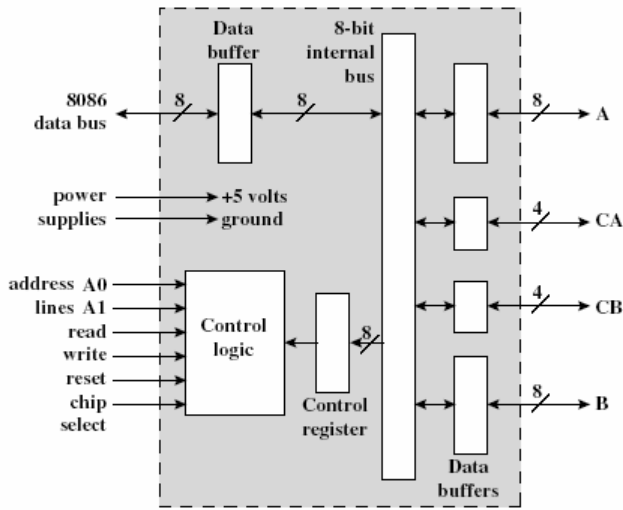 Data
buffer
8-bit
internal
bus
8086
data bus
8
8
8
A
power
supplies
+5 volts
ground
4
CA
address A0
lines A1
read
write
reset
chip
select
Control
logic
8
Control
register
4
CB
8
B
Data
buffers